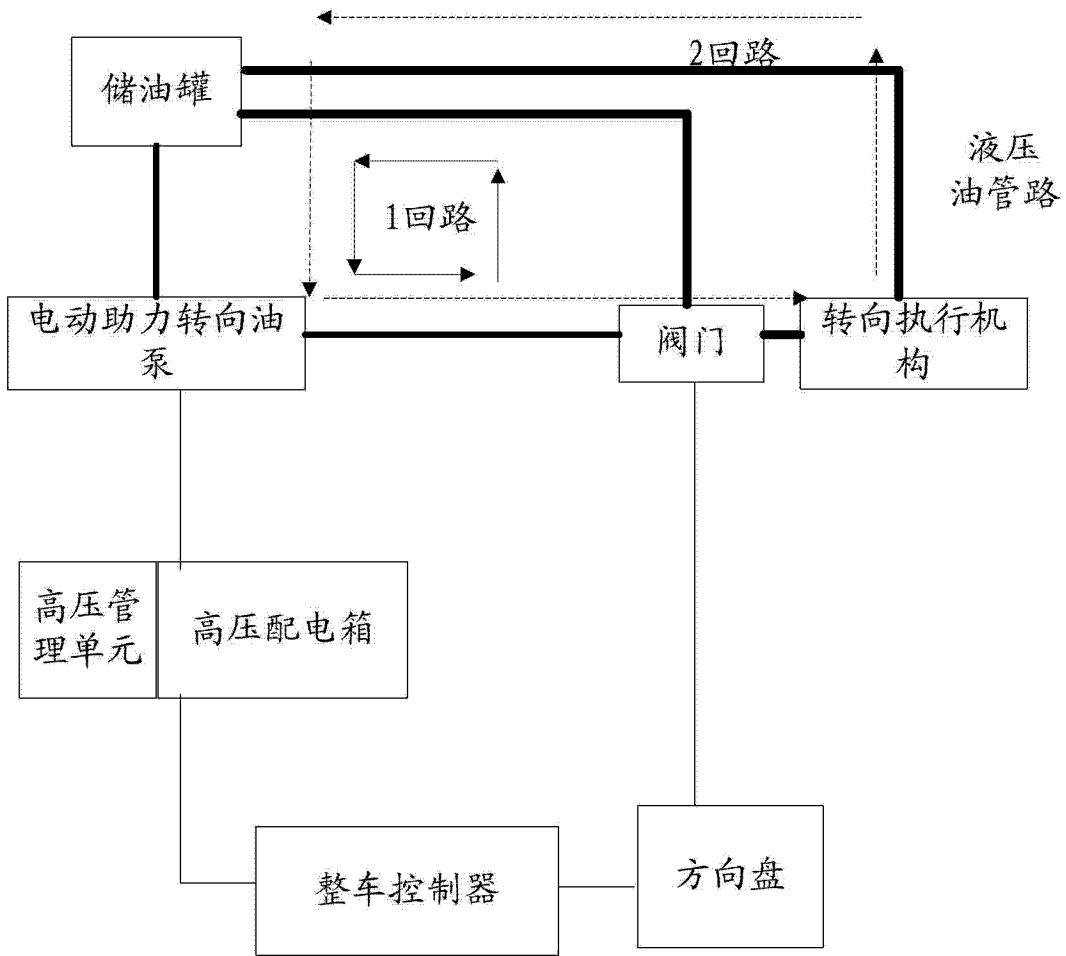 2回路
储油罐
液压
油管路
1回路
电动助力转向油
泵
阀门
转向执行机
构
高压管
理单元
高压配电箱
整车控制器
方向盘